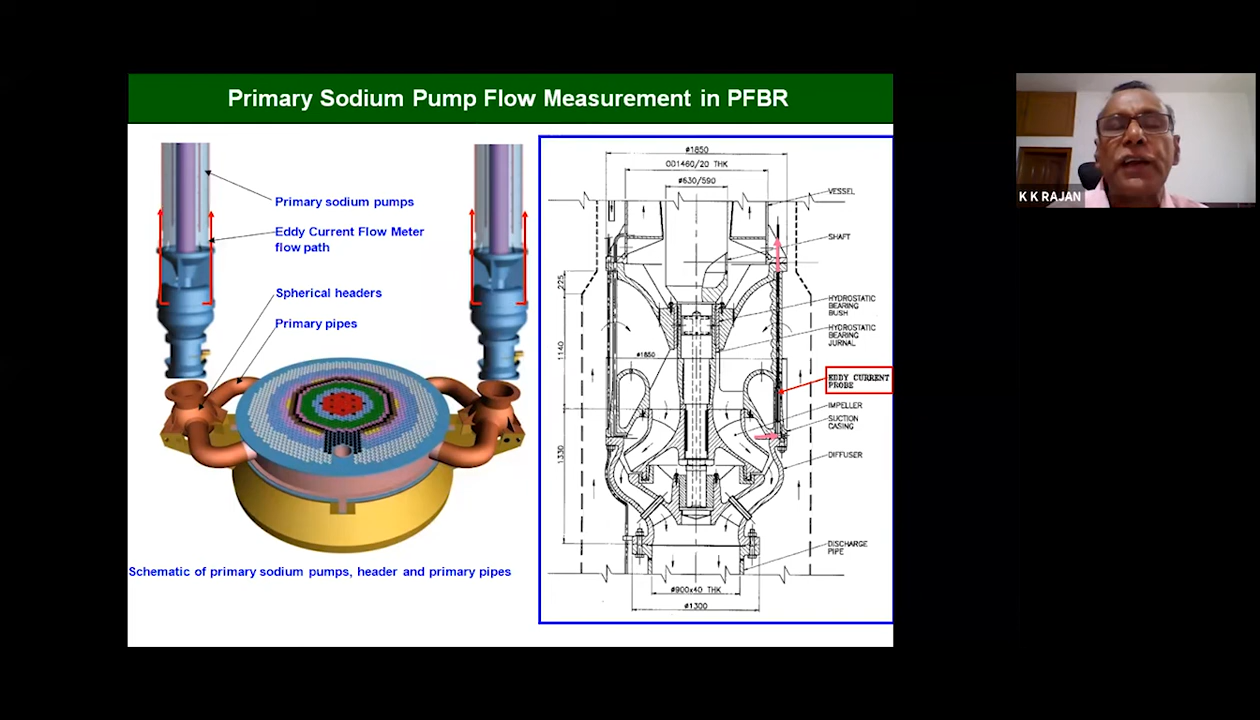 Primary Sodium Pump Flow Measurement in PFBR
Primary sodium pumps
Eddy Current Flow Meter
flow path
Spherical headers
Primary pipes
Schematic of primary sodium pumps, header and primary pipes
ø1850
OD1460/20 THK
ø630/590
VESSEL
SHAFT
225
HYDROSTATIC
BEARING
BUSH
HYDROSTATIC
BEARING
JURNAL
1140
ø1850
EDDY CURRENT
PROBE
IMPELLER
SUCTION
CASING
1330
DIFFUSER
DISCHARGE
PIPE
ø900x40 THK
ø1300
K K RAJAN